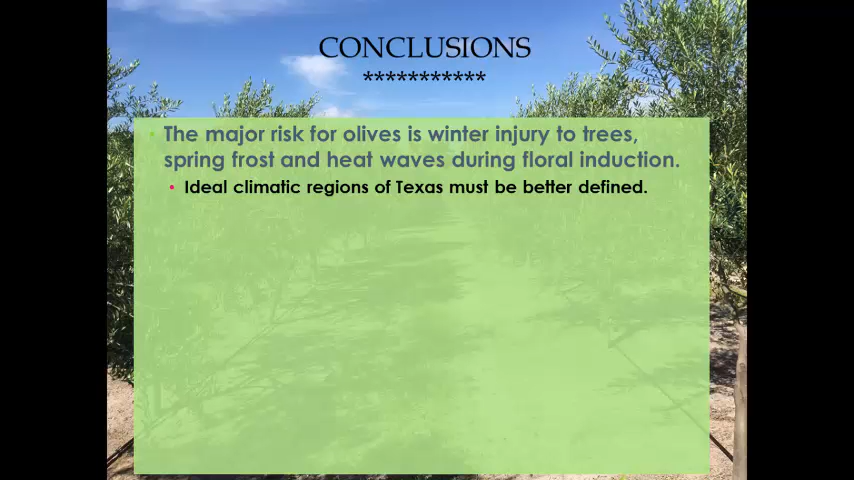 CONCLUSIONS
***********
• The major risk for olives is winter injury to trees,
spring frost and heat waves during floral induction.
• Ideal climatic regions of Texas must be better defined.